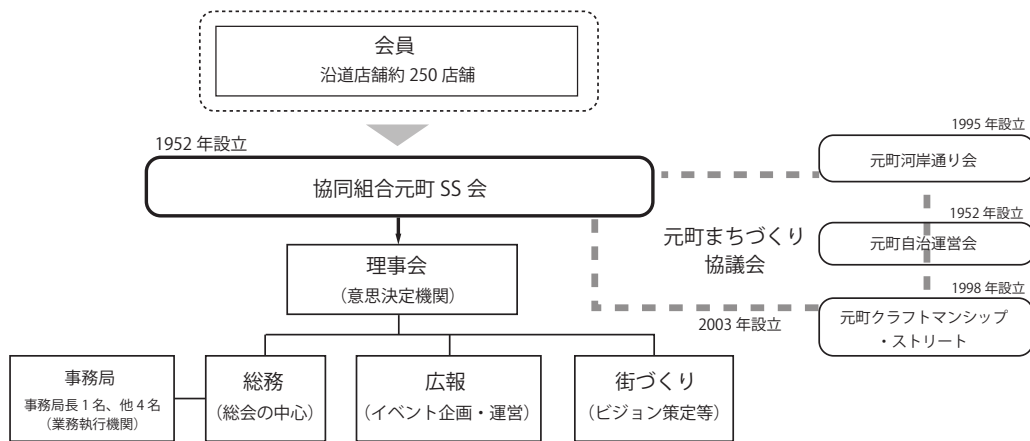 会員
沿道店舗約 250 店舗
1952 年設立
協同組合元町 SS 会
理事会
(意思決定機関)
事務局
事務局長 1 名、他 4 名
(業務執行機関)
総務
(総会の中心)
広報
(イベント企画・運営)
街づくり
(ビジョン策定等)
元町まちづくり
協議会
2003 年設立
1995 年設立
元町河岸通り会
1952 年設立
元町自治運営会
1998 年設立
元町クラフトマンシップ
・ストリート